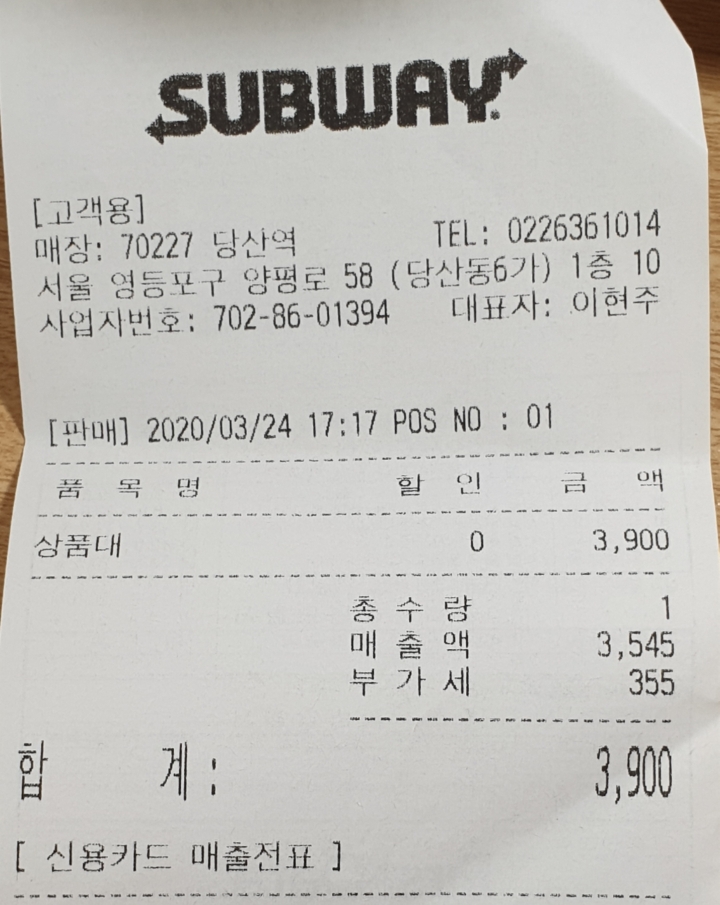 SUBWAY
[고객용]
매장: 70227 당산역 TEL: 0226361014
서울 영등포구 양평로 58 (당산동6가) 1층 10
사업자번호: 702-86-01394 대표자: 이현주
[판매] 2020/03/24 17:17 POS NO : 01
품 목 명 할 인 금 액
상품대 0 3,900
총 수 량 1
매 출 액 3,545
부 가 세 355
합 계 : 3,900
[ 신용카드 매출전표 ]